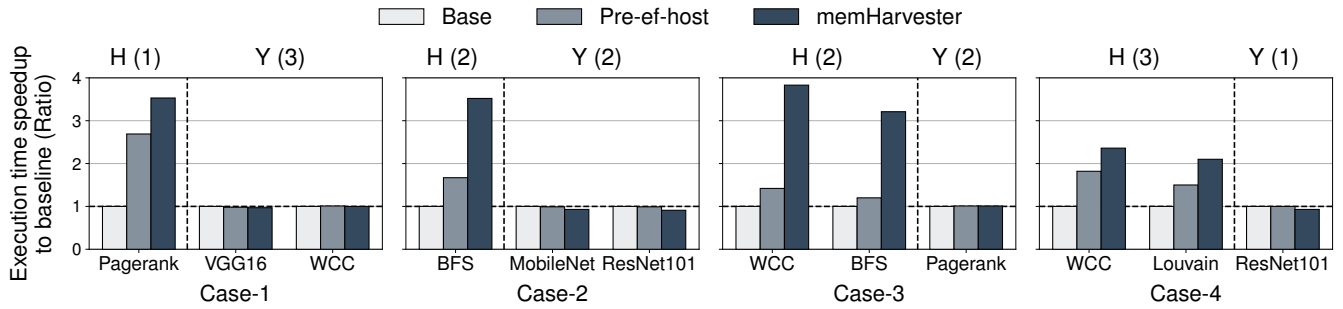 Base Pre-ef-host memHarvester
H (1) Y (3) H (2) Y (2) H (2) Y (2) H (3) Y (1)
Execution time speedup
to baseline (Ratio)
4
3
2
1
0
Pagerank VGG16 WCC BFS MobileNet ResNet101 WCC BFS Pagerank WCC Louvain ResNet101
Case-1 Case-2 Case-3 Case-4